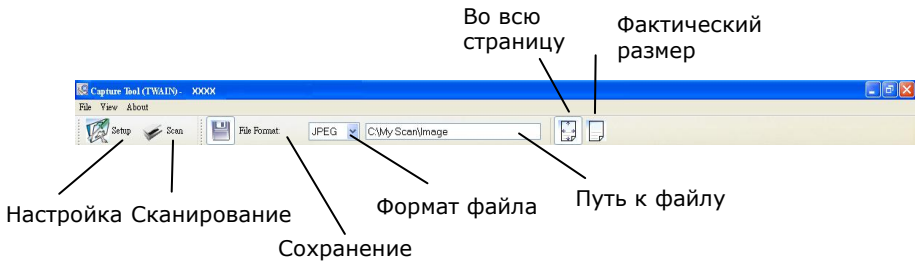 Во всю
страницу
Фактический
размер
Capture Tool (TWAIN) - XXXX
File View About
Setup Scan File Format: JPEG C:\My Scan\Image
Настройка Сканирование Формат файла Путь к файлу
Сохранение